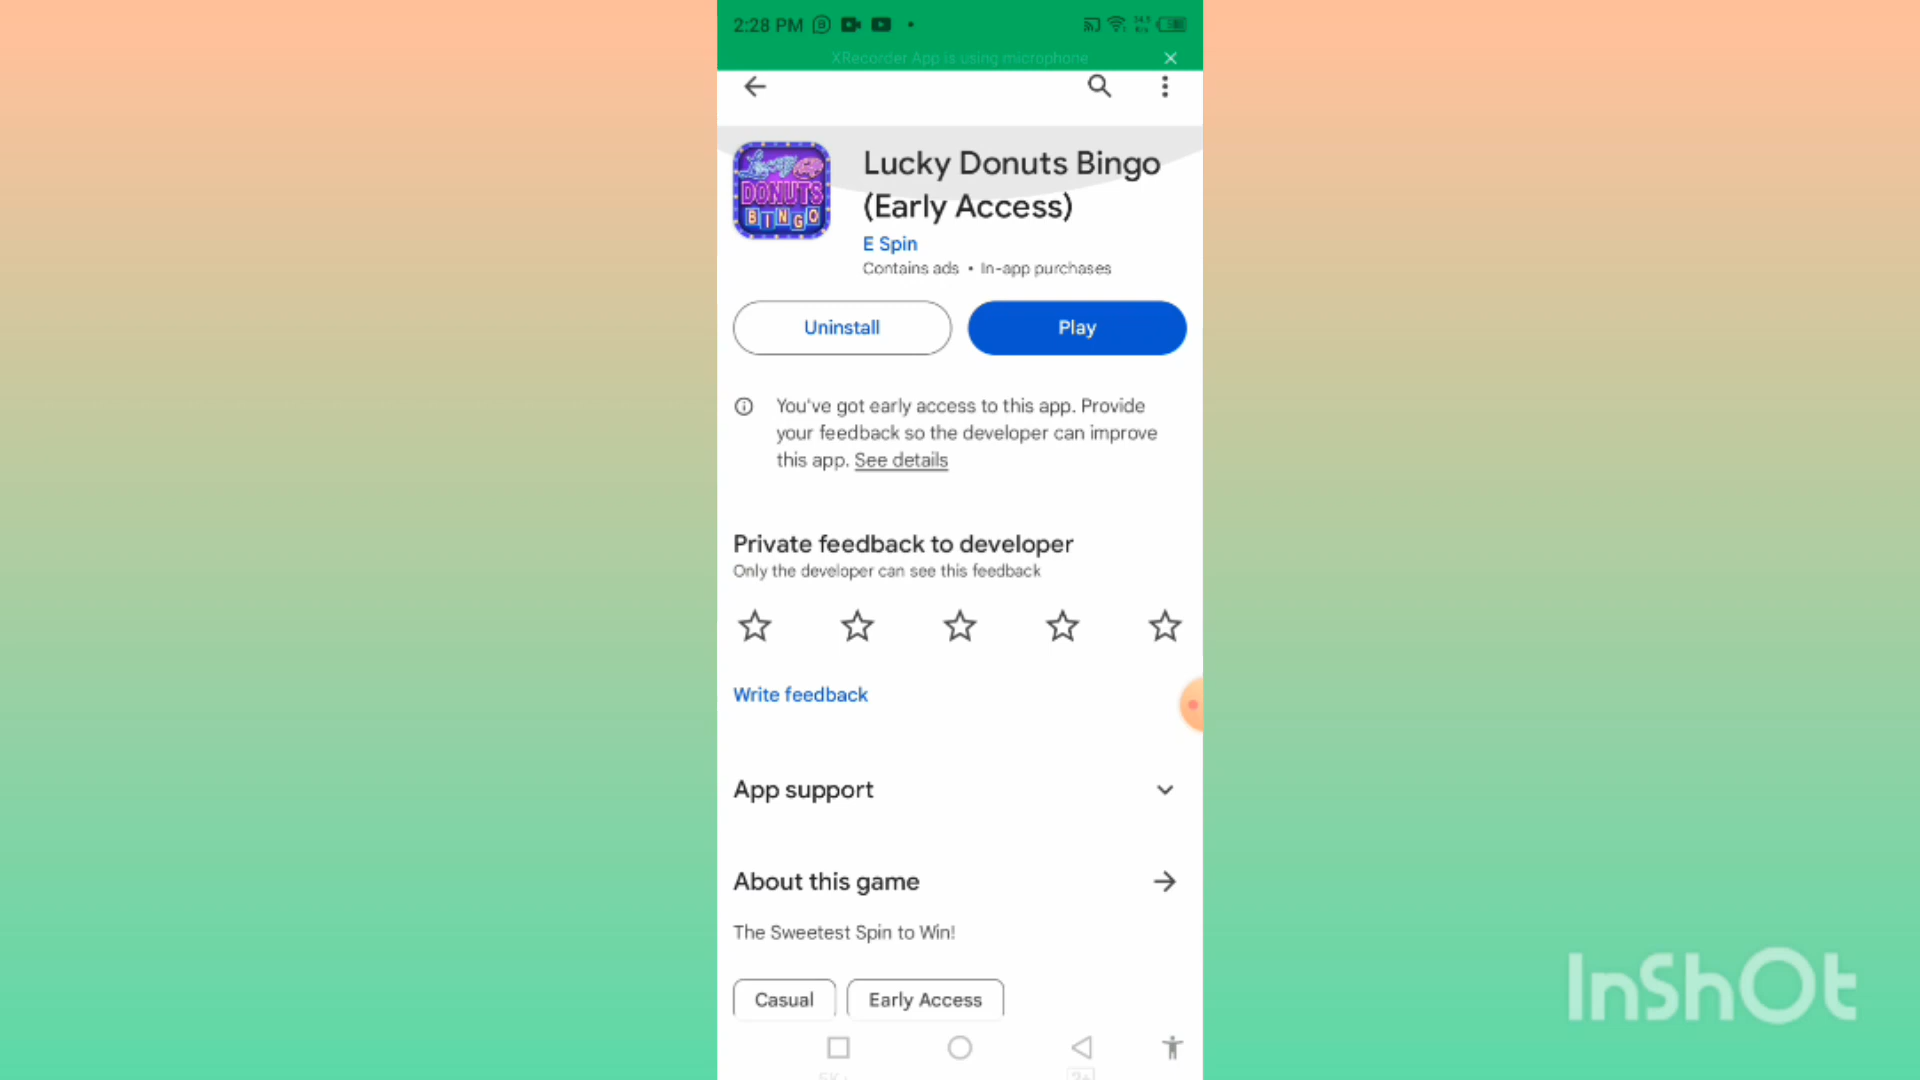 2:28 PM
XRecorder App is using microphone
Lucky Donuts Bingo
(Early Access)
Lucky
DONUTS
BINGO
E Spin
Contains ads • In-app purchases
Uninstall
Play
You've got early access to this app. Provide
your feedback so the developer can improve
this app. See details
Private feedback to developer
Only the developer can see this feedback
Write feedback
App support
About this game
The Sweetest Spin to Win!
Casual
Early Access
InShOt